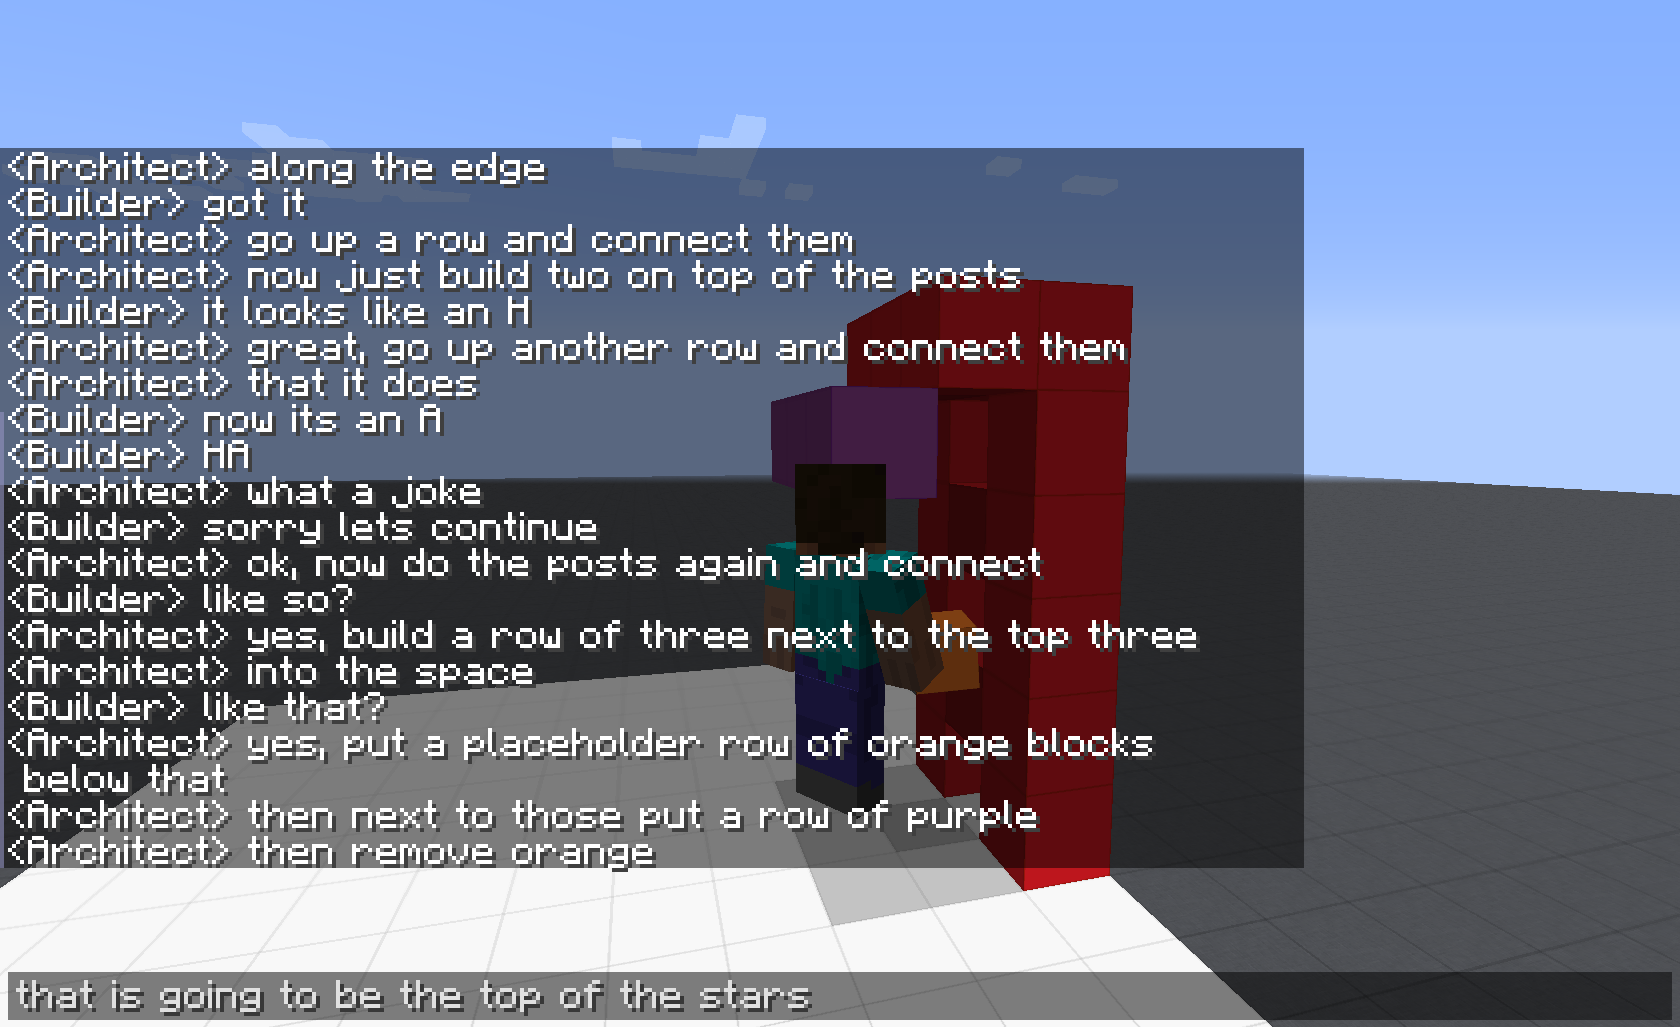 <Architect> along the edge
<Builder> got it
<Architect> go up a row and connect them
<Architect> now just build two on top of the posts
<Builder> it looks like an H
<Architect> great, go up another row and connect them
<Architect> that it does
<Builder> now its an A
<Builder> HA
<Architect> what a joke
<Builder> sorry lets continue
<Architect> ok, now do the posts again and connect
<Builder> like so?
<Architect> yes, build a row of three next to the top three
<Architect> into the space
<Builder> like that?
<Architect> yes, put a placeholder row of orange blocks
below that
<Architect> then next to those put a row of purple
<Architect> then remove orange
that is going to be the top of the stars